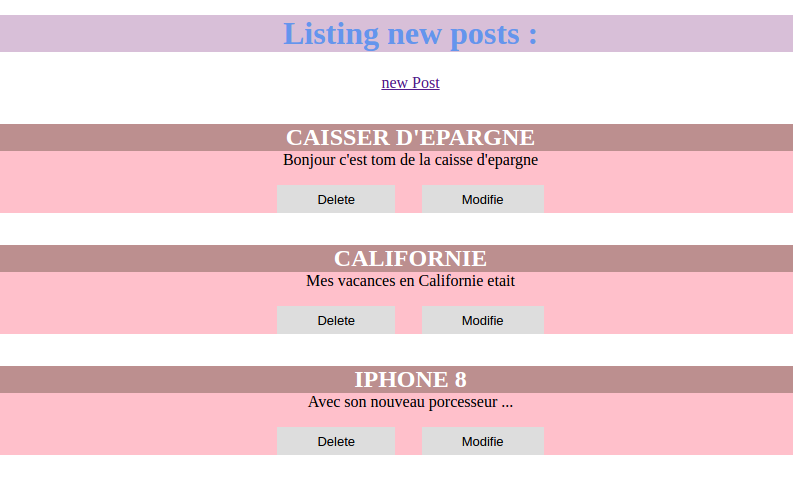 Listing new posts :
new Post
CAISSER D'EPARGNE
Bonjour c'est tom de la caisse d'epargne
Delete Modifie
CALIFORNIE
Mes vacances en Californie etait
Delete Modifie
IPHONE 8
Avec son nouveau porcesseur ...
Delete Modifie